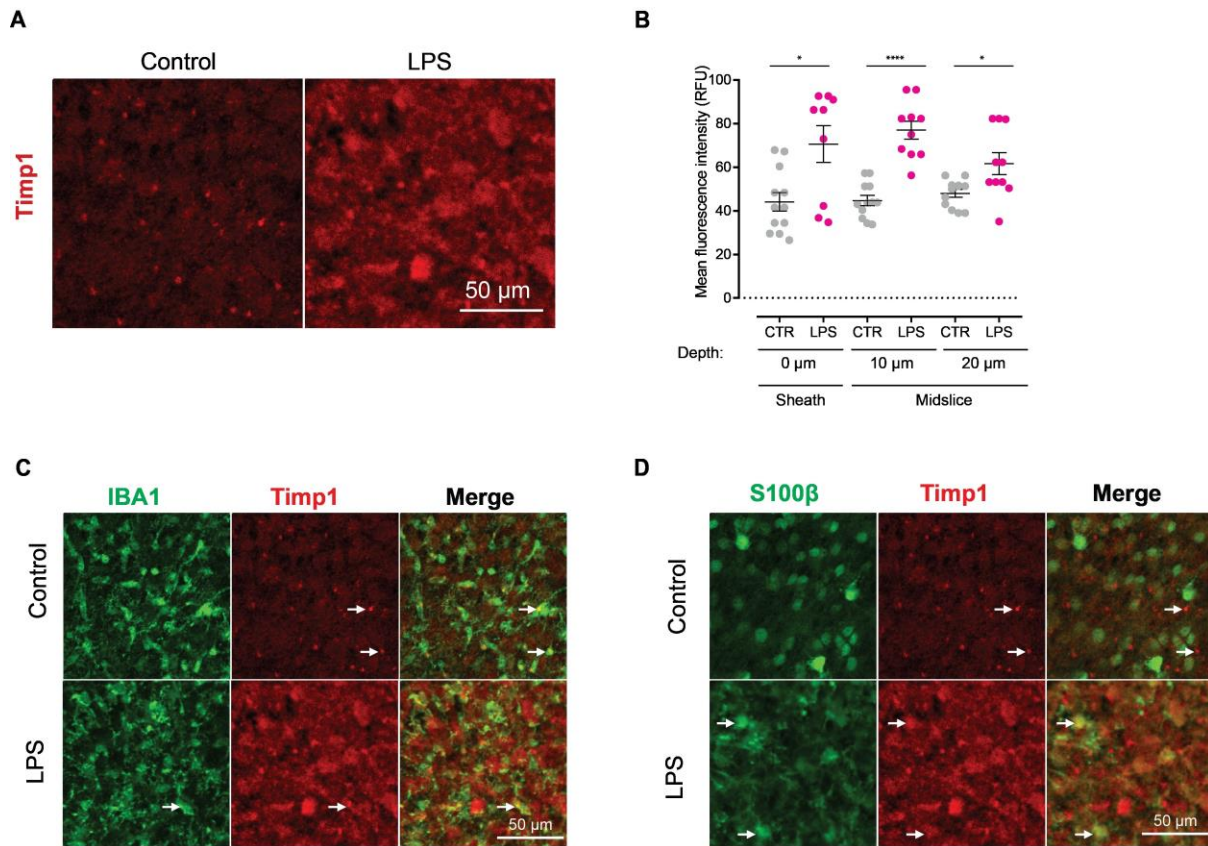 A
Control LPS
Timp1
50 µm
B
* **** *
Mean fluorescence intensity (RFU)
100
80
60
40
20
0
CTR LPS CTR LPS CTR LPS
Depth: 0 µm 10 µm 20 µm
Sheath Midslice
C
IBA1 Timp1 Merge
Control
LPS
50 µm
D
S100β Timp1 Merge
Control
LPS
50 µm